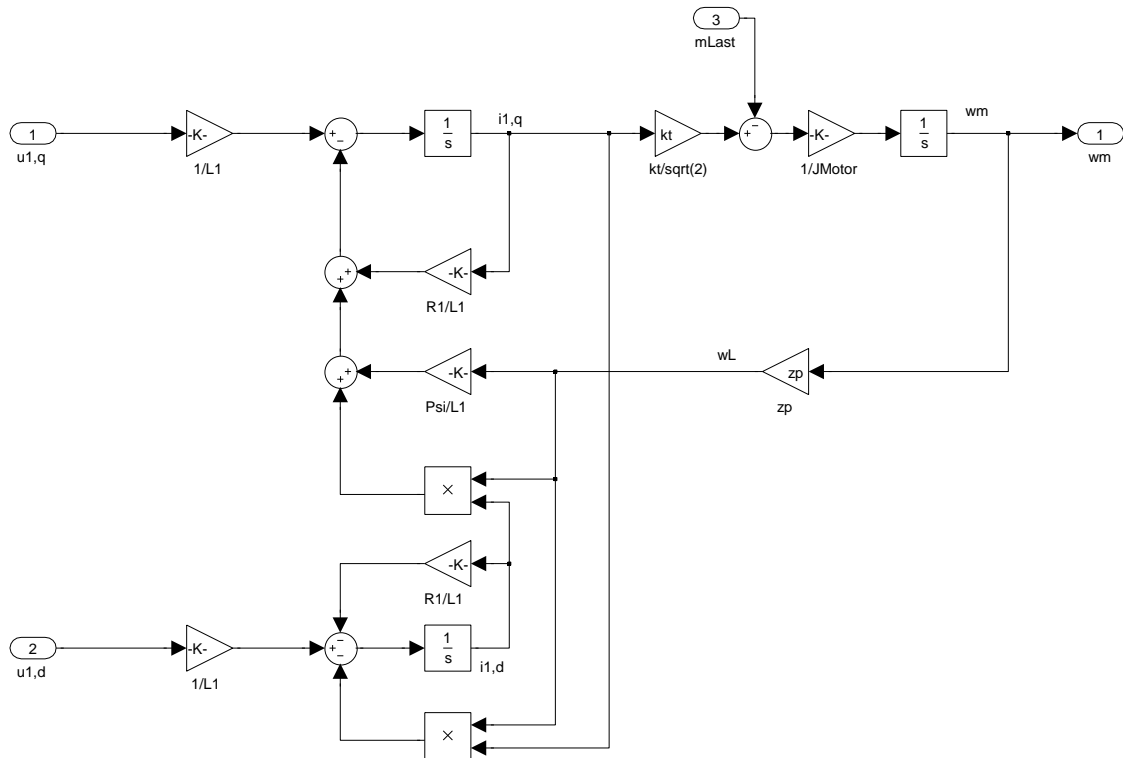 3
mLast
1
u1,q
-K-
1/L1
+
−
1
s
i1,q
kt
kt/sqrt(2)
+
−
-K-
1/JMotor
1
s
wm
1
wm
+
+
-K-
R1/L1
+
+
-K-
Psi/L1
wL
zp
zp
×
-K-
R1/L1
2
u1,d
-K-
1/L1
−
+
−
1
s
i1,d
×